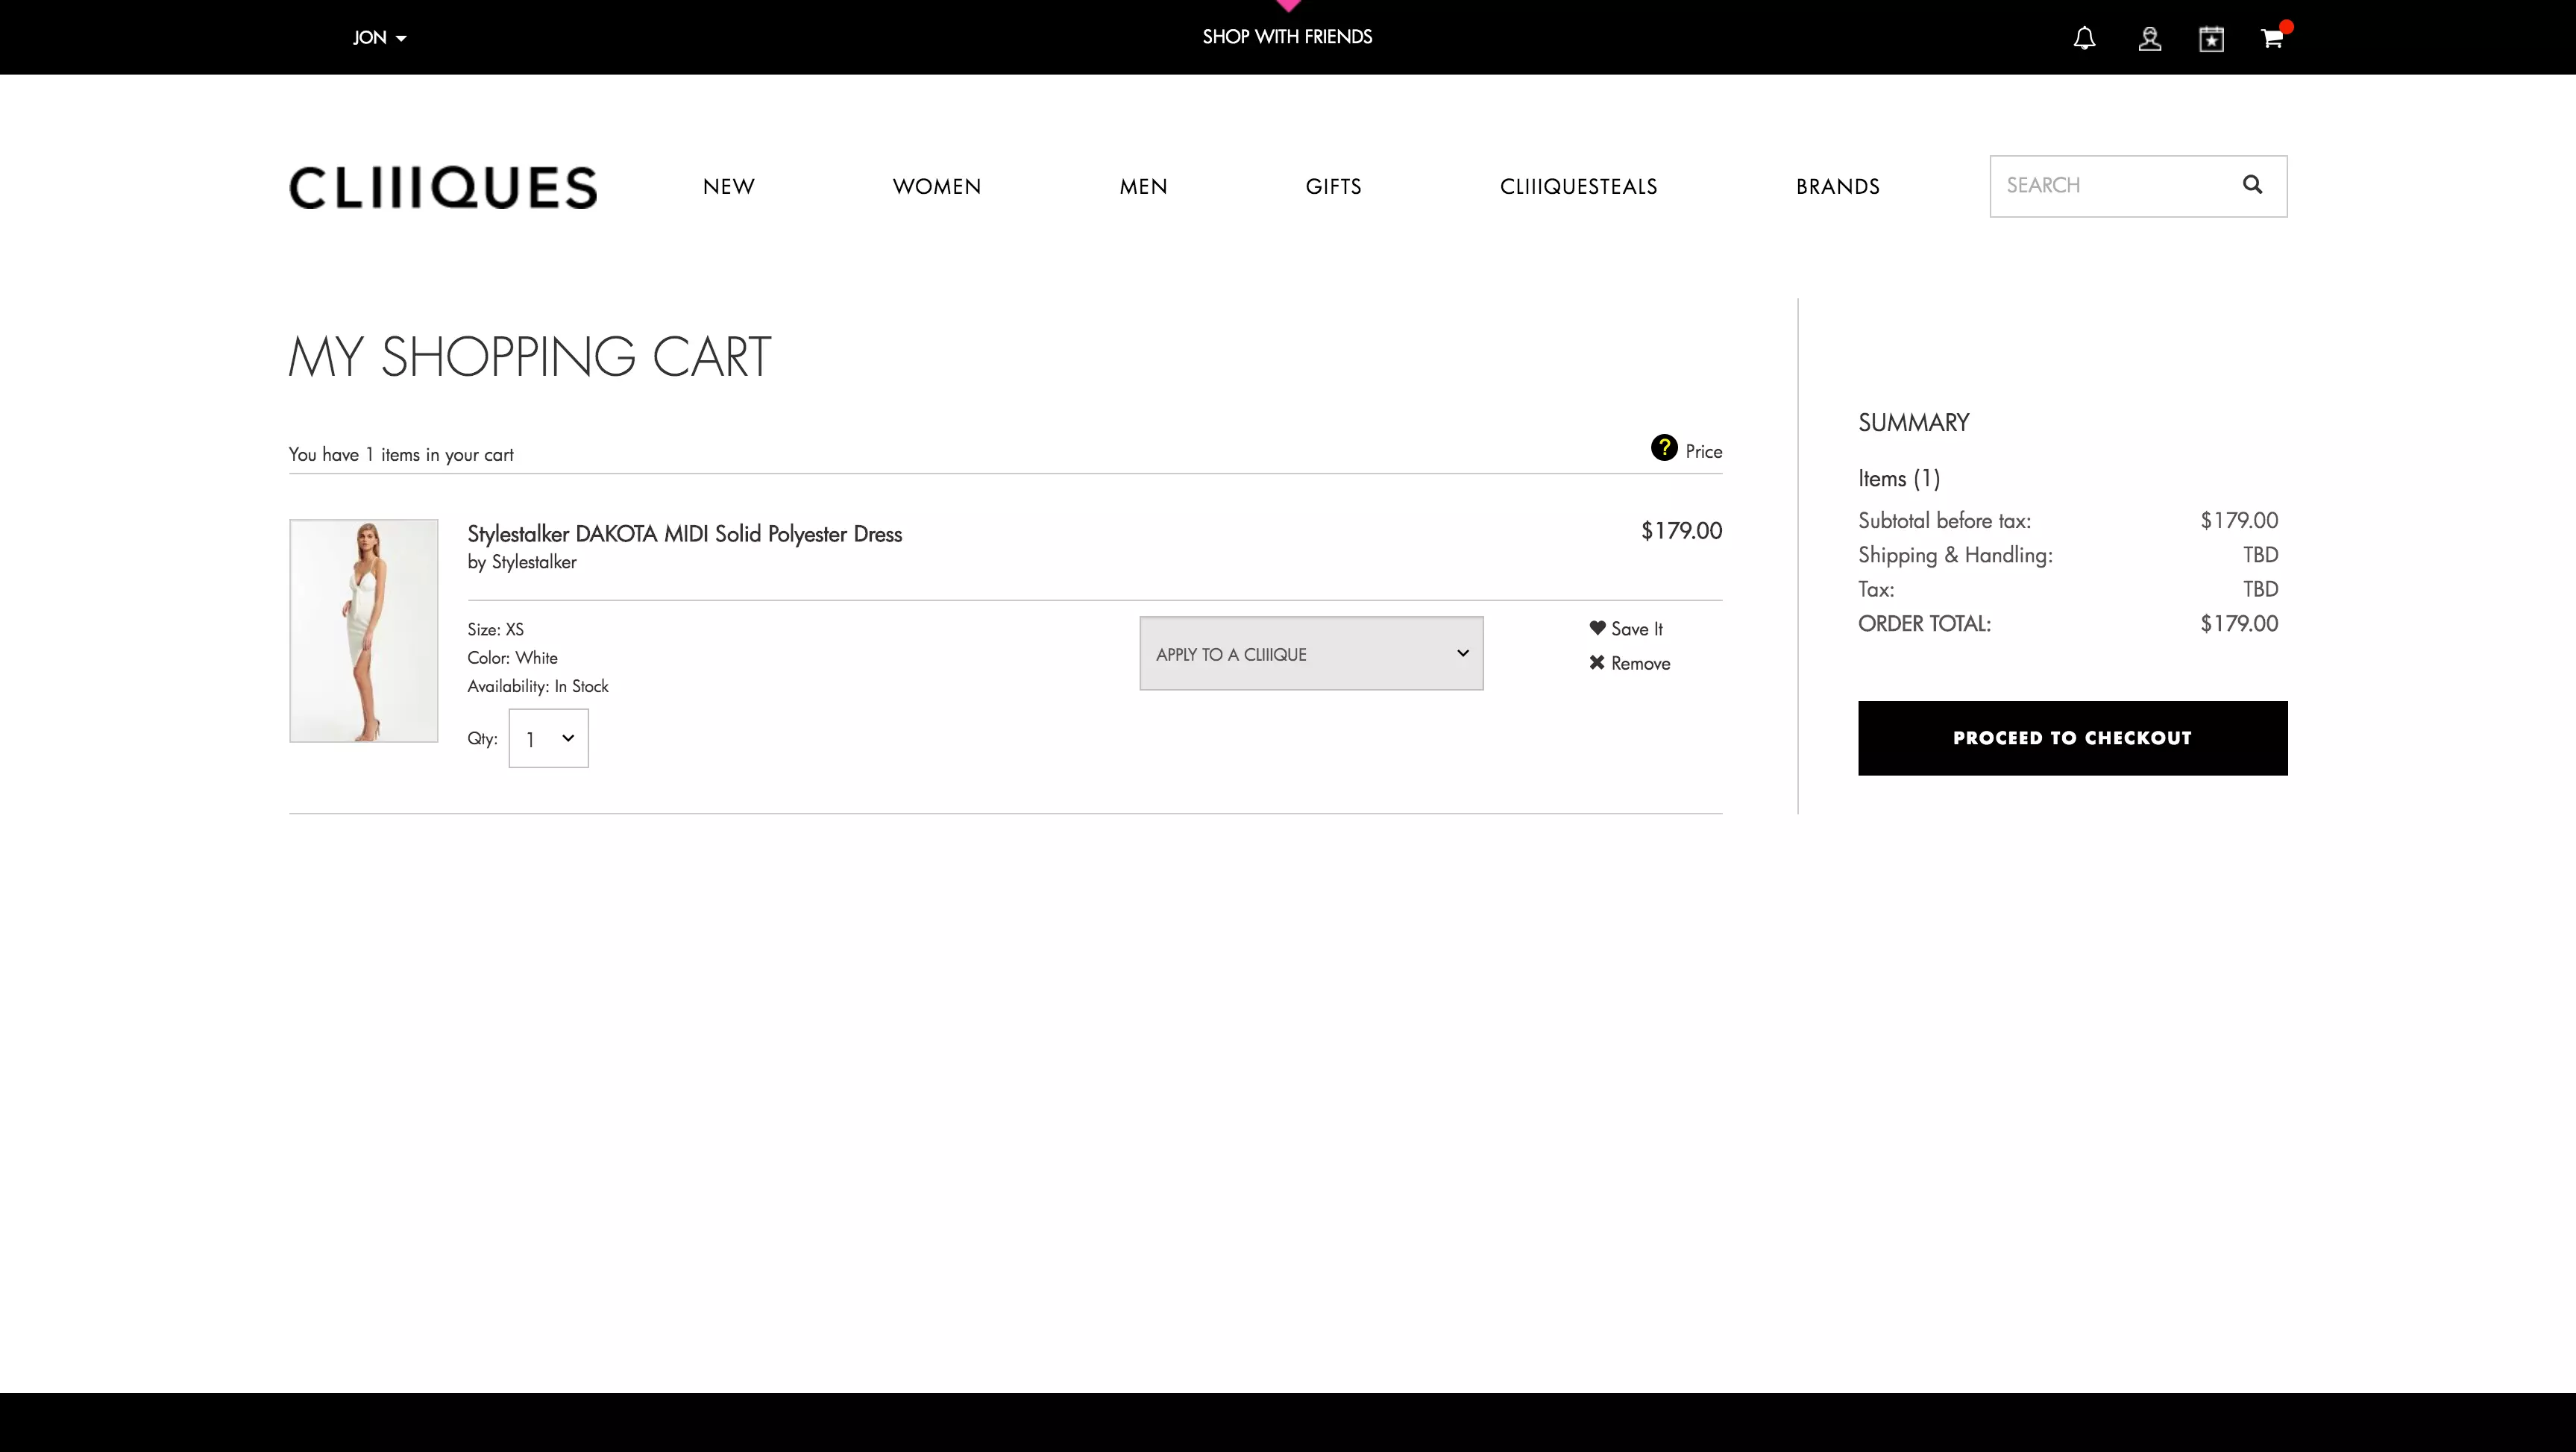 JON
SHOP WITH FRIENDS
CLIIIQUES
NEW
WOMEN
MEN
GIFTS
CLIIIQUESTEALS
BRANDS
SEARCH
MY SHOPPING CART
You have 1 items in your cart
? Price
Stylestalker DAKOTA MIDI Solid Polyester Dress
$179.00
by Stylestalker
Size: XS
Color: White
Availability: In Stock
Qty: 1
APPLY TO A CLIIIQUE
Save It
Remove
SUMMARY
Items (1)
Subtotal before tax: $179.00
Shipping & Handling: TBD
Tax: TBD
ORDER TOTAL: $179.00
PROCEED TO CHECKOUT